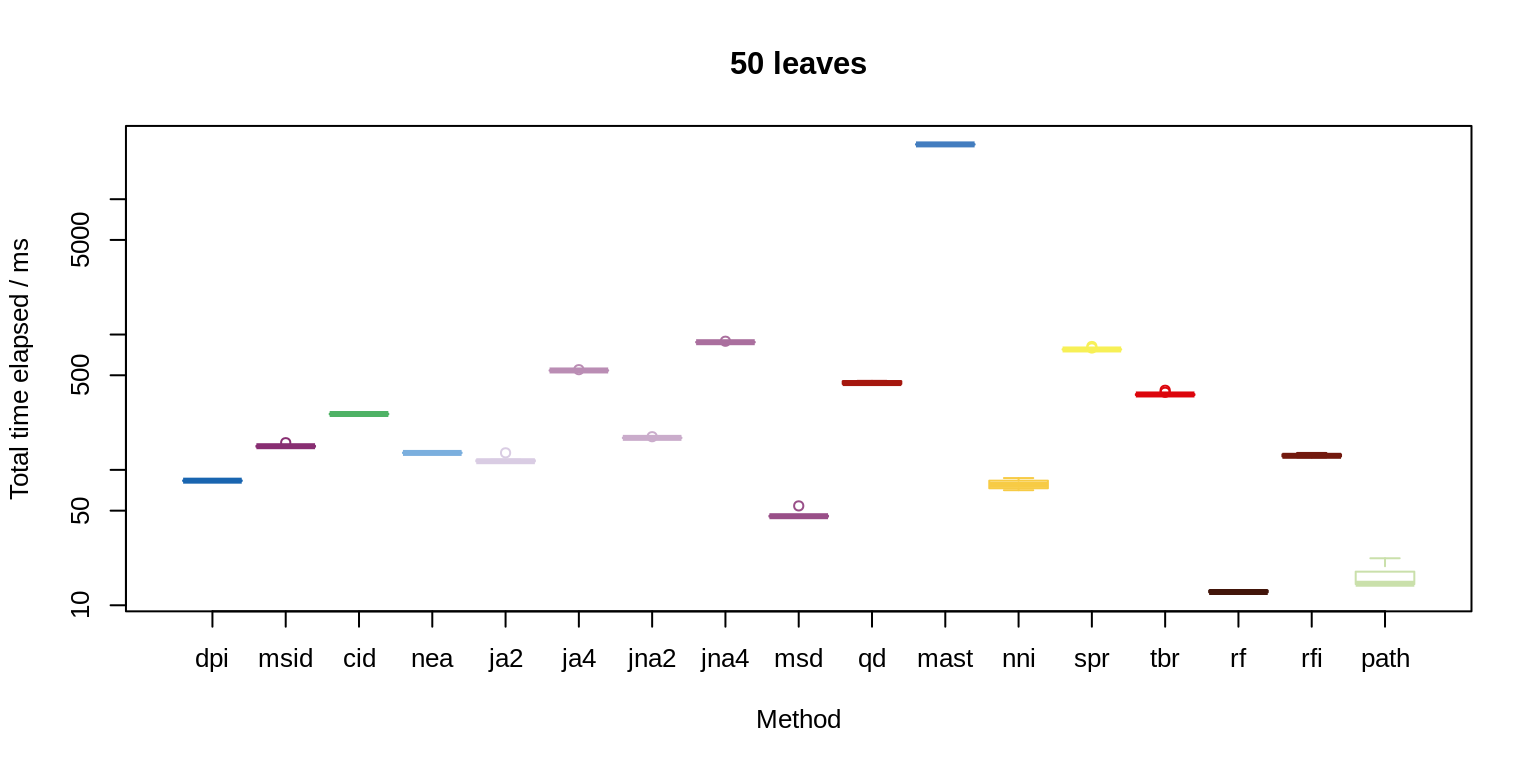 50 leaves
Total time elapsed / ms
5000
500
50
10
dpi msid cid nea ja2 ja4 jna2 jna4 msd qd mast nni spr tbr rf rfi path
Method